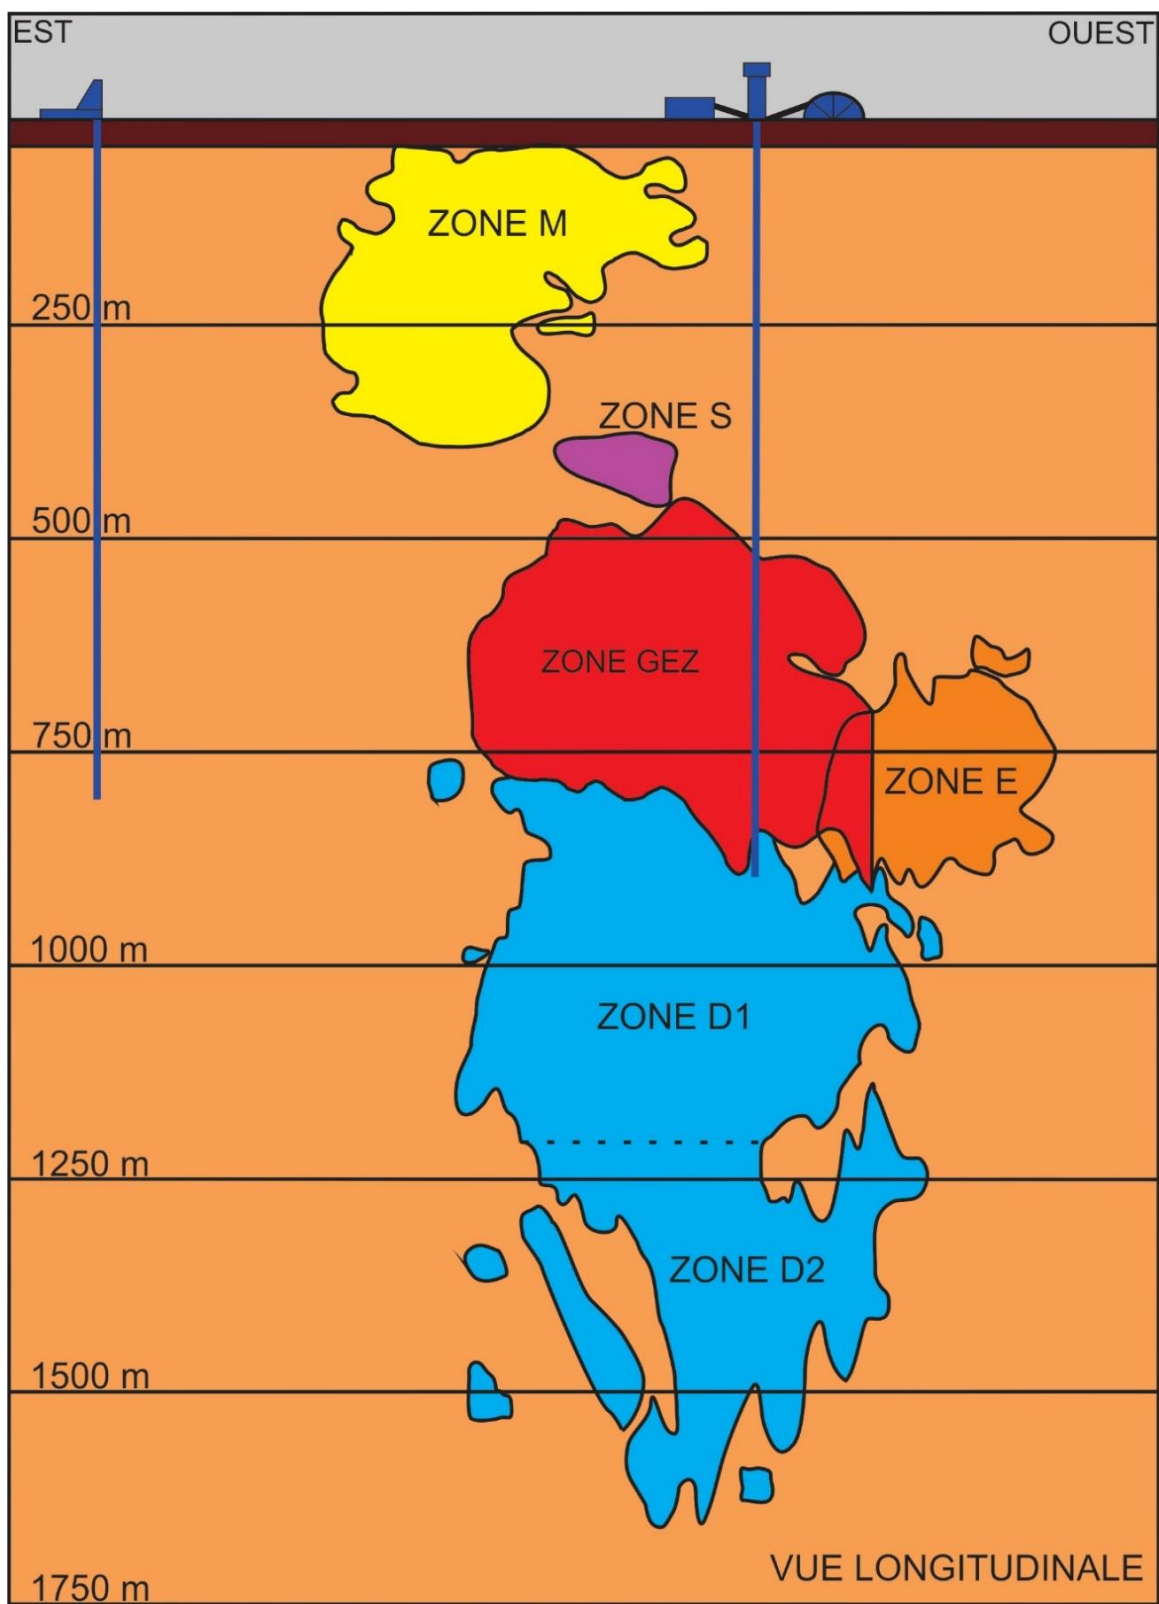 EST
OUEST
ZONE M
250 m
ZONE S
500 m
ZONE GEZ
750 m
ZONE E
1000 m
ZONE D1
1250 m
ZONE D2
1500 m
VUE LONGITUDINALE
1750 m